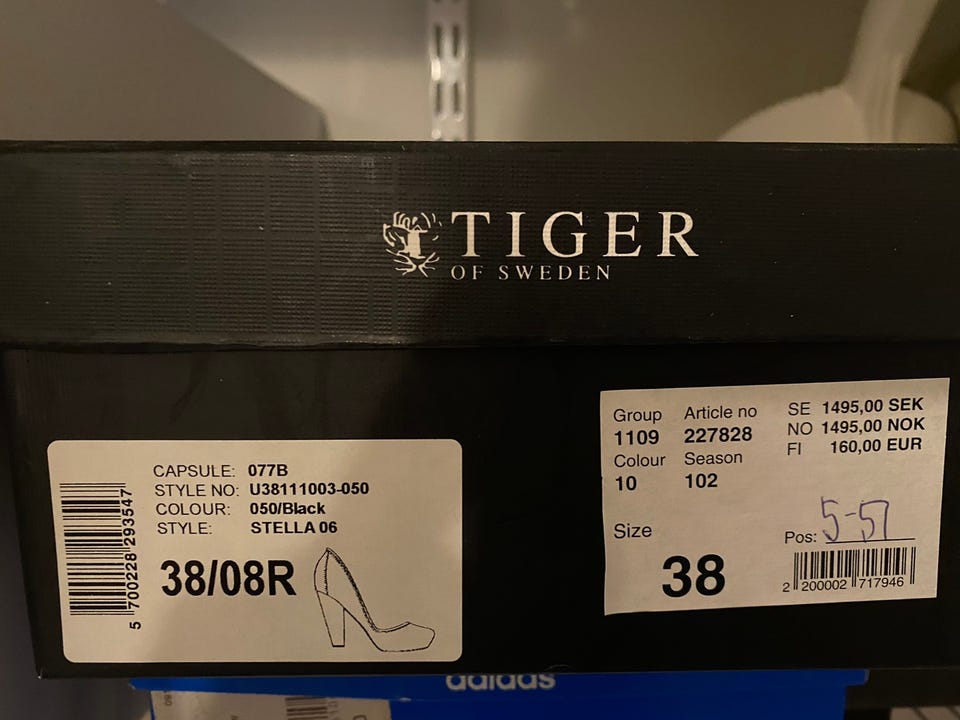 TIGER
OF SWEDEN
CAPSULE: 077B
STYLE NO: U38111003-050
COLOUR: 050/Black
STYLE: STELLA 06
38/08R
5 700228 293547
Group Article no
1109 227828
Colour Season
10 102
SE 1495,00 SEK
NO 1495,00 NOK
FI 160,00 EUR
Size
38
Pos: 5-57
2 200002 717946
adidas